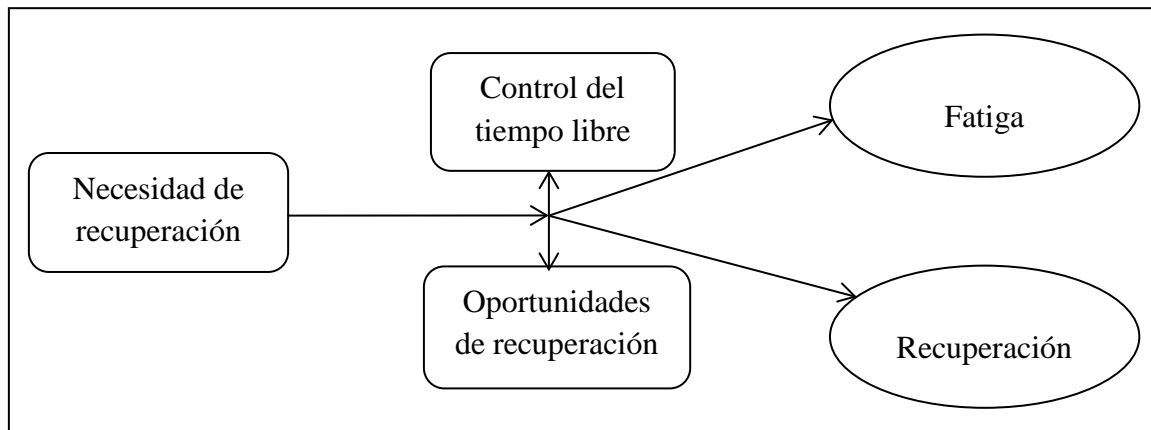 Necesidad de
recuperación
Control del
tiempo libre
Oportunidades
de recuperación
Fatiga
Recuperación